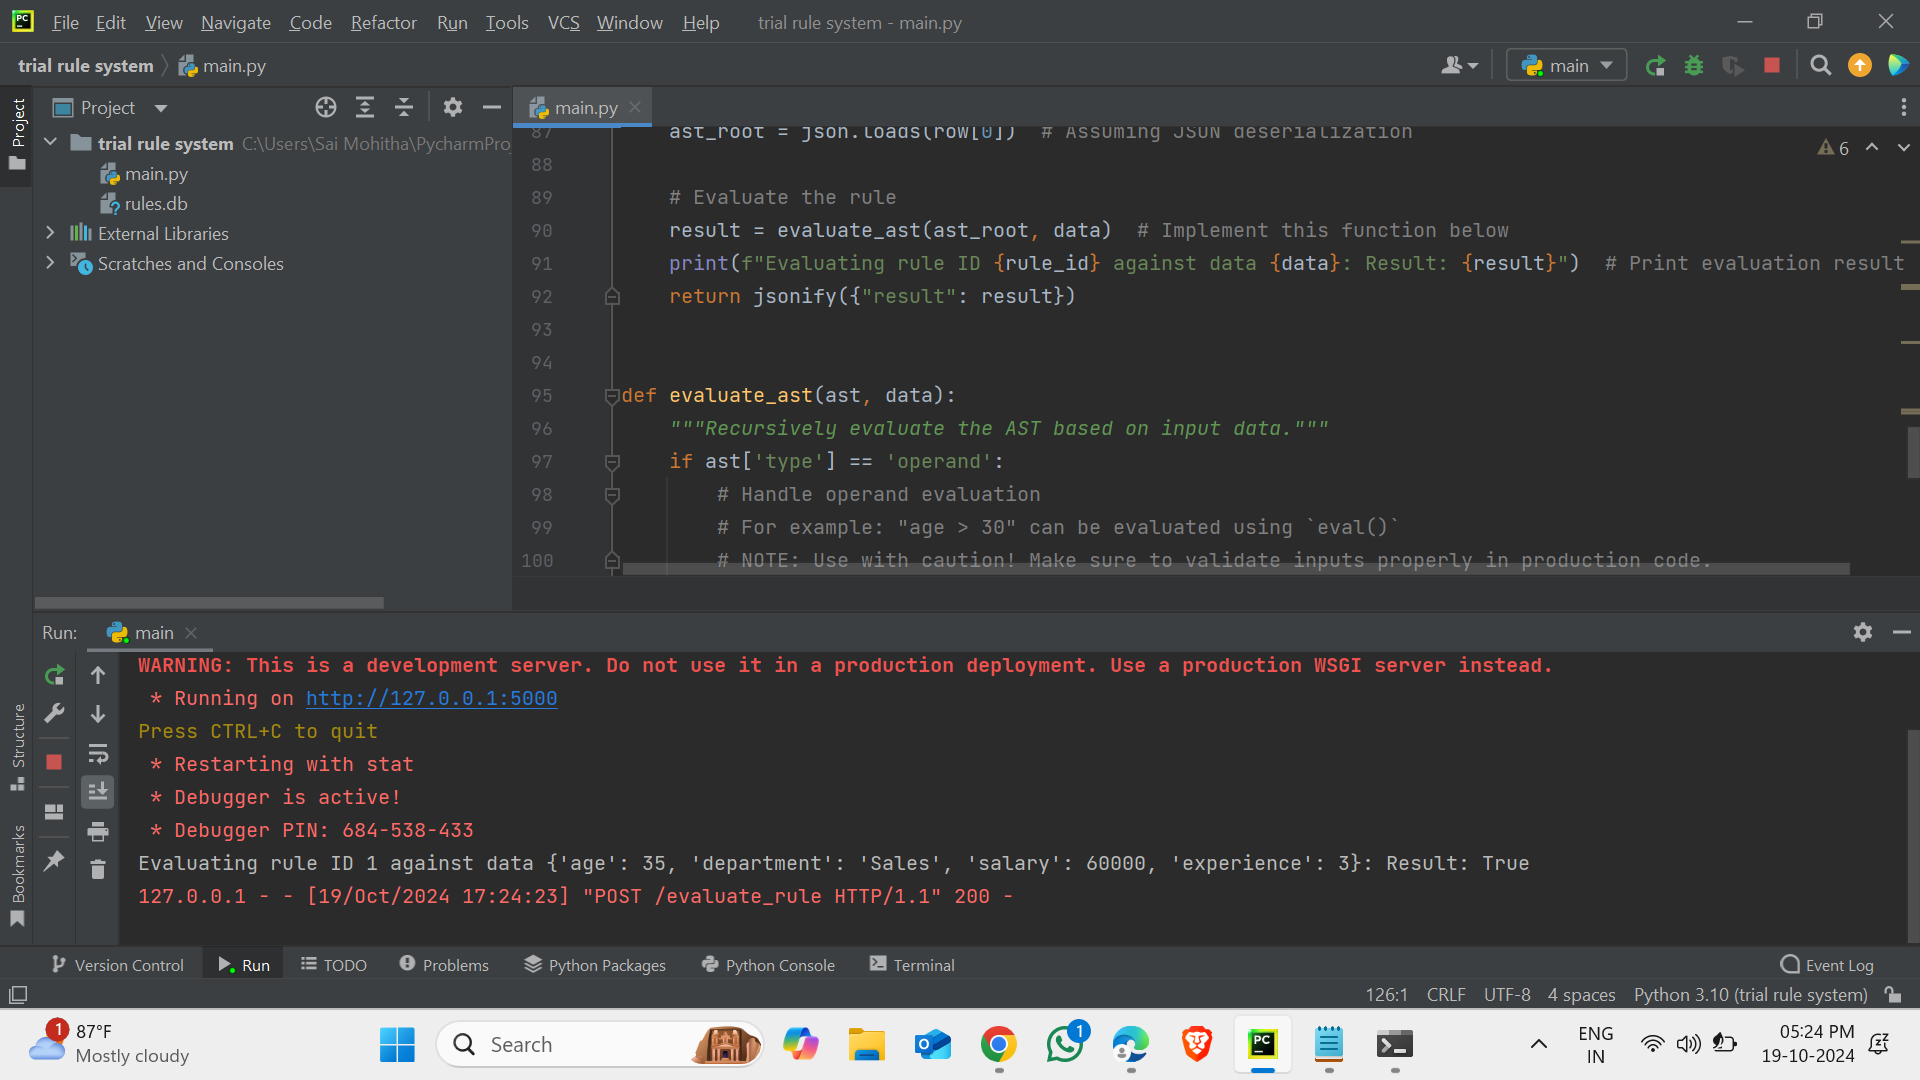 PC File Edit View Navigate Code Refactor Run Tools VCS Window Help trial rule system - main.py
trial rule system main.py main
Project main.py
trial rule system C:\Users\Sai Mohitha\PycharmPro
main.py
rules.db
External Libraries
Scratches and Consoles
Project
Structure
Bookmarks
6
87 ast_root = json.loads(row[0]) # Assuming JSON deserialization
88
89 # Evaluate the rule
90 result = evaluate_ast(ast_root, data) # Implement this function below
91 print(f"Evaluating rule ID {rule_id} against data {data}: Result: {result}") # Print evaluation result
92 return jsonify({"result": result})
93
94
95 def evaluate_ast(ast, data):
96 """Recursively evaluate the AST based on input data."""
97 if ast['type'] == 'operand':
98 # Handle operand evaluation
99 # For example: "age > 30" can be evaluated using `eval()`
100 # NOTE: Use with caution! Make sure to validate inputs properly in production code.
Run: main
WARNING: This is a development server. Do not use it in a production deployment. Use a production WSGI server instead.
* Running on http://127.0.0.1:5000
Press CTRL+C to quit
* Restarting with stat
* Debugger is active!
* Debugger PIN: 684-538-433
Evaluating rule ID 1 against data {'age': 35, 'department': 'Sales', 'salary': 60000, 'experience': 3}: Result: True
127.0.0.1 - - [19/Oct/2024 17:24:23] "POST /evaluate_rule HTTP/1.1" 200 -
Version Control Run TODO Problems Python Packages Python Console Terminal Event Log
126:1 CRLF UTF-8 4 spaces Python 3.10 (trial rule system)
1 87°F
Mostly cloudy
Search
1
PC
ENG
IN
05:24 PM
19-10-2024